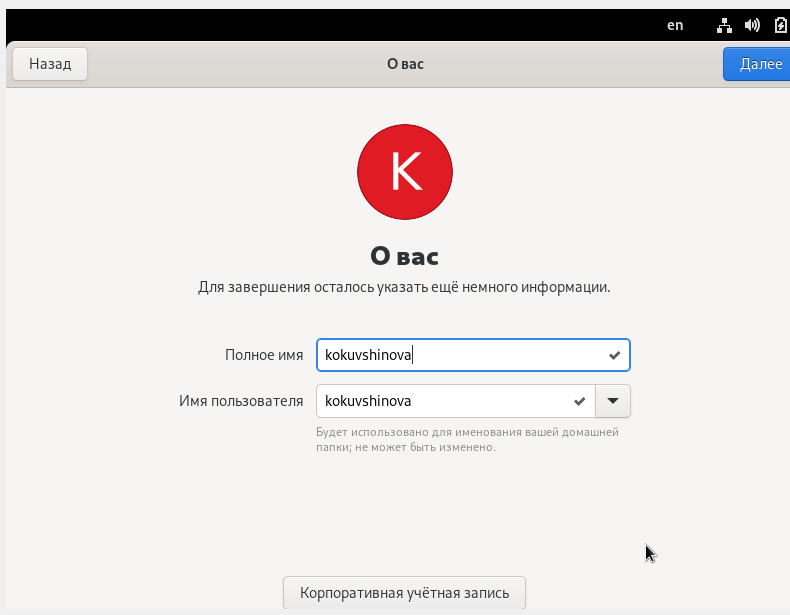 en
Назад
О вас
Далее
K
О вас
Для завершения осталось указать ещё немного информации.
Полное имя
kokuvshinova
Имя пользователя
kokuvshinova
Будет использовано для именования вашей домашней
папки; не может быть изменено.
Корпоративная учётная запись